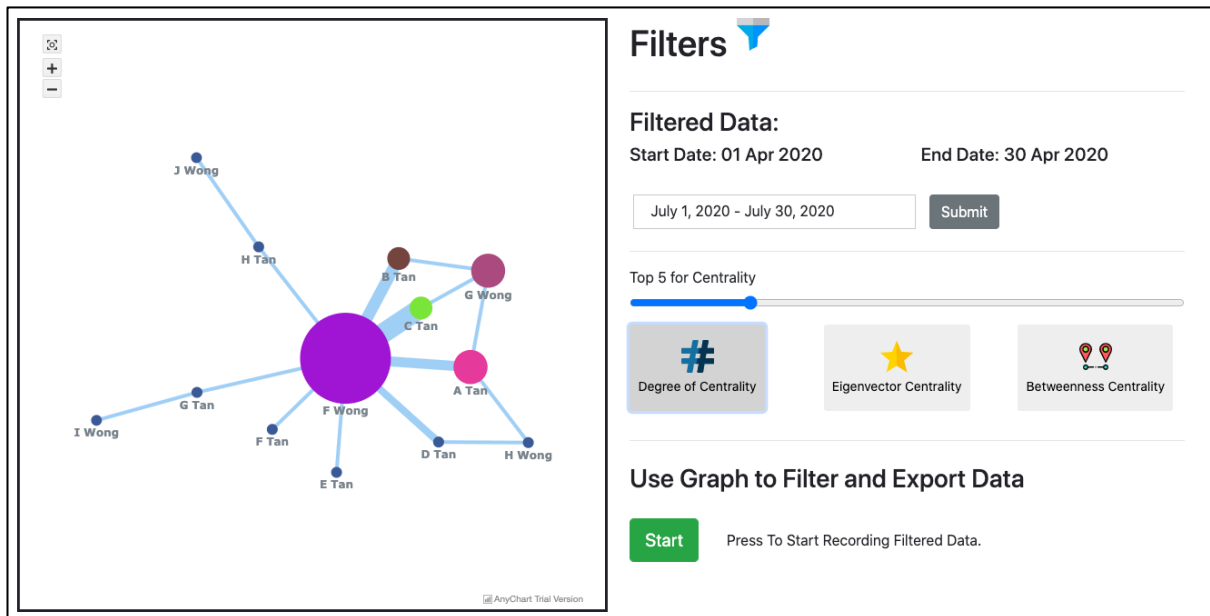 J Wong
H Tan
B Tan
G Wong
C Tan
A Tan
F Wong
G Tan
I Wong
F Tan
D Tan
H Wong
E Tan
AnyChart Trial Version
Filters
Filtered Data:
Start Date: 01 Apr 2020 End Date: 30 Apr 2020
July 1, 2020 - July 30, 2020 Submit
Top 5 for Centrality
Degree of Centrality Eigenvector Centrality Betweenness Centrality
Use Graph to Filter and Export Data
Start Press To Start Recording Filtered Data.